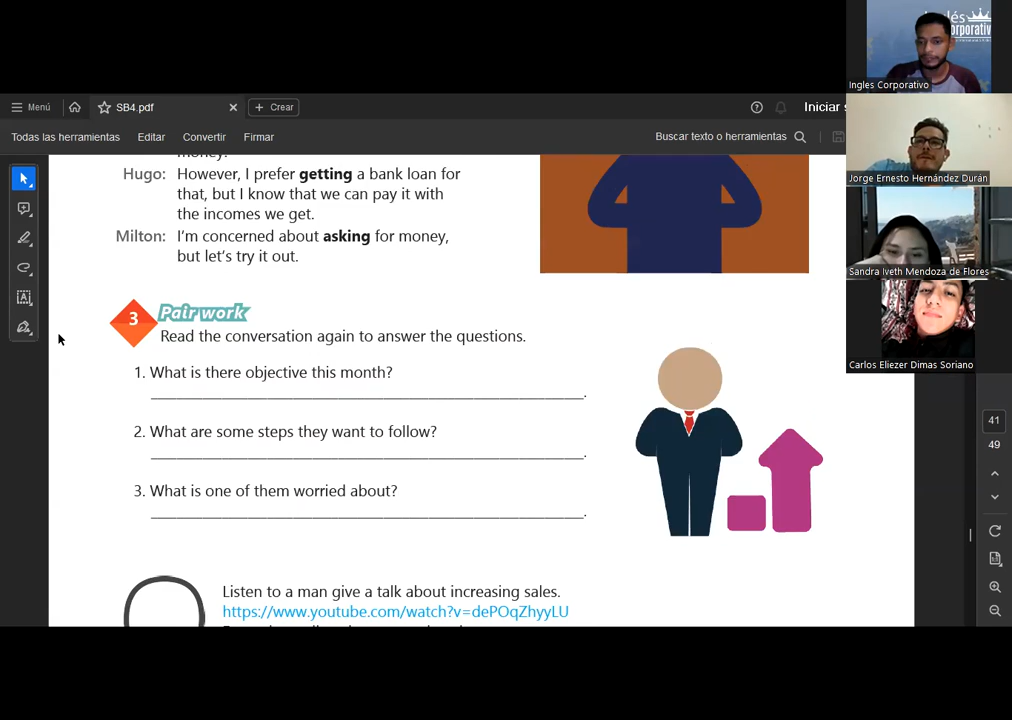 Inglés
Corporativo
Ingles Corporativo
Menú
SB4.pdf
Crear
Iniciar s
Todas las herramientas
Editar
Convertir
Firmar
Buscar texto o herramientas
Jorge Ernesto Hernández Durán
money.
Hugo: However, I prefer getting a bank loan for
that, but I know that we can pay it with
the incomes we get.
Milton: I'm concerned about asking for money,
but let's try it out.
Sandra Iveth Mendoza de Flores
3
Pair work
Read the conversation again to answer the questions.
Carlos Eliezer Dimas Soriano
1. What is there objective this month?
2. What are some steps they want to follow?
3. What is one of them worried about?
41
49
Listen to a man give a talk about increasing sales.
https://www.youtube.com/watch?v=dePOqZhyyLU